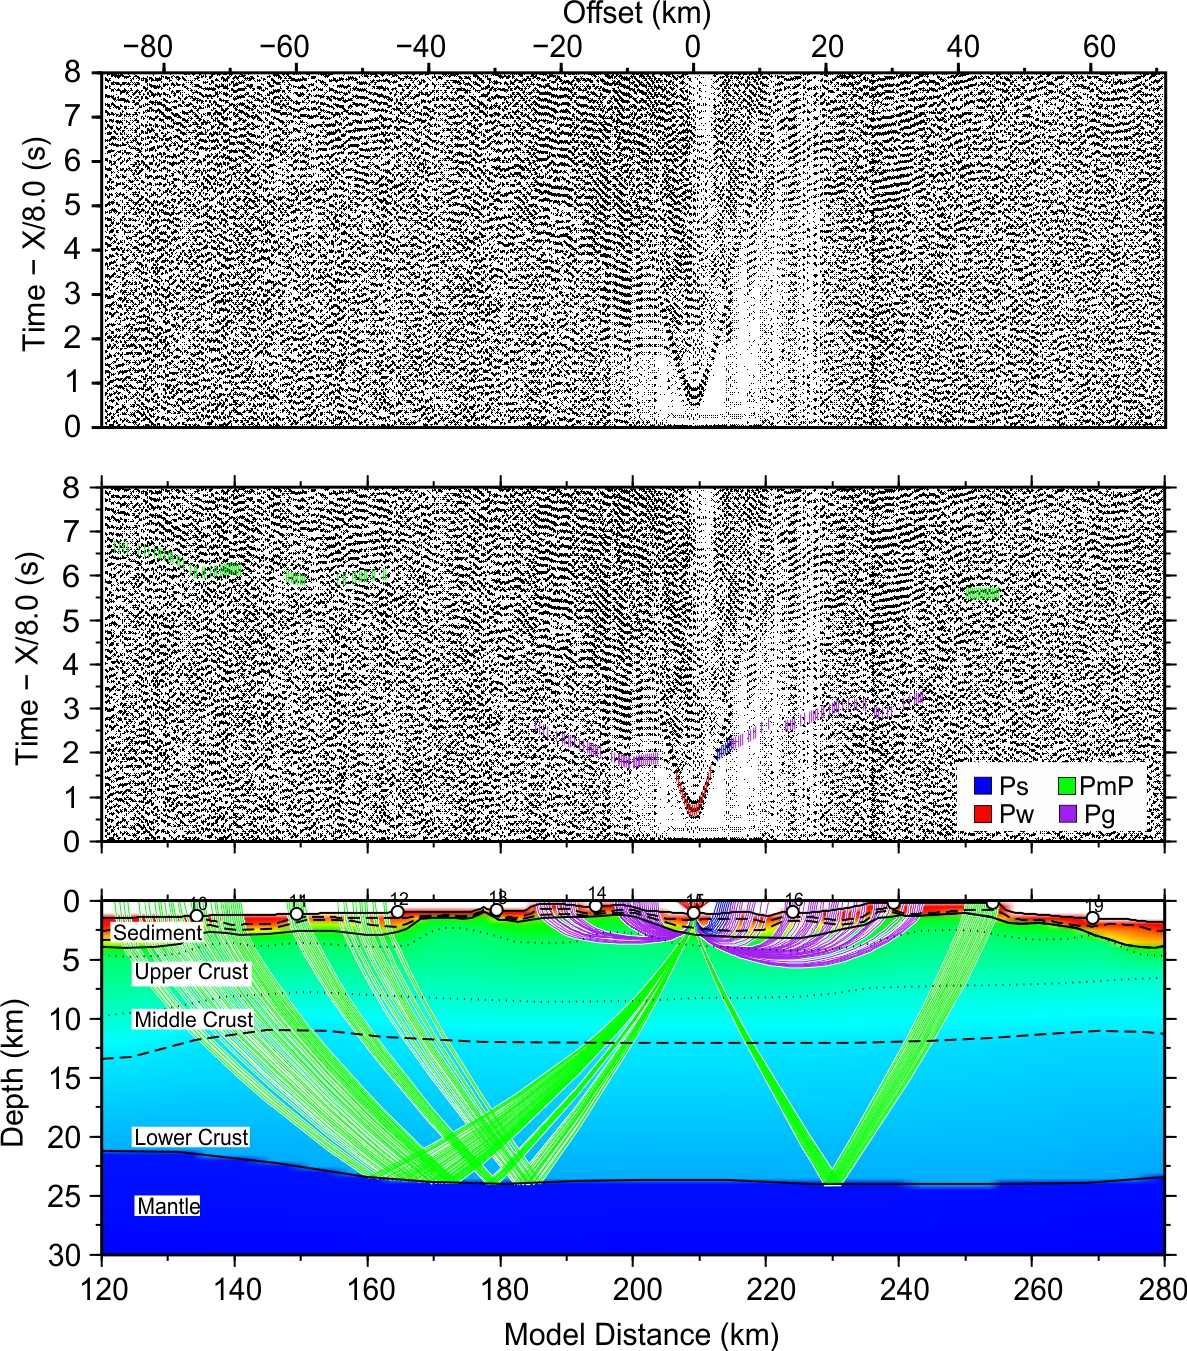 Offset (km)
−80 −60 −40 −20 0 20 40 60
8
7
6
5
4
3
2
1
0
Time − X/8.0 (s)
8
7
6
5
4
3
2
1
0
Time − X/8.0 (s)
Ps PmP
Pw Pg
10 11 12 13 14 15 16 19
0
5
10
15
20
25
30
Depth (km)
Sediment
Upper Crust
Middle Crust
Lower Crust
Mantle
120 140 160 180 200 220 240 260 280
Model Distance (km)